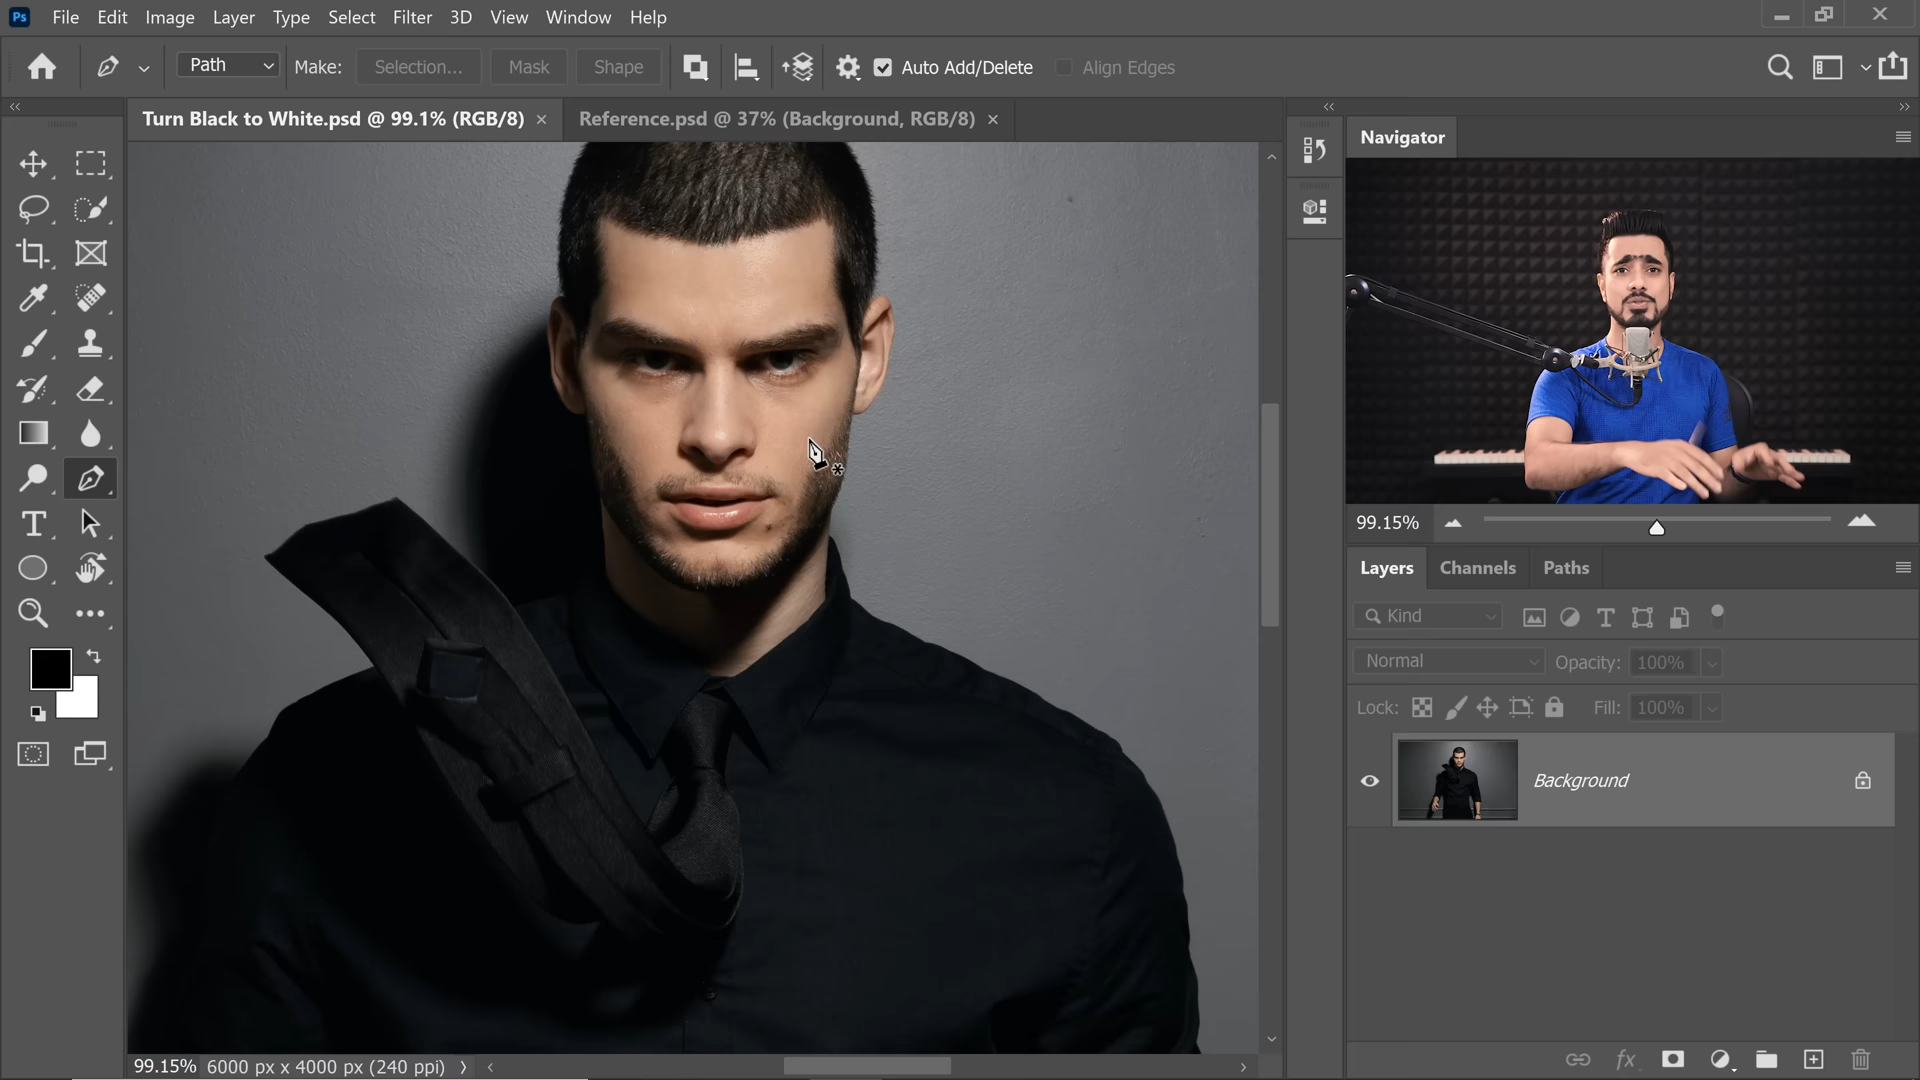 Ps File Edit Image Layer Type Select Filter 3D View Window Help
Path Make: Selection... Mask Shape Auto Add/Delete Align Edges
Turn Black to White.psd @ 99.1% (RGB/8) × Reference.psd @ 37% (Background, RGB/8) ×
Navigator
99.15%
Layers Channels Paths
Kind
Normal Opacity: 100%
Lock: Fill: 100%
Background
fx
99.15% 6000 px x 4000 px (240 ppi)